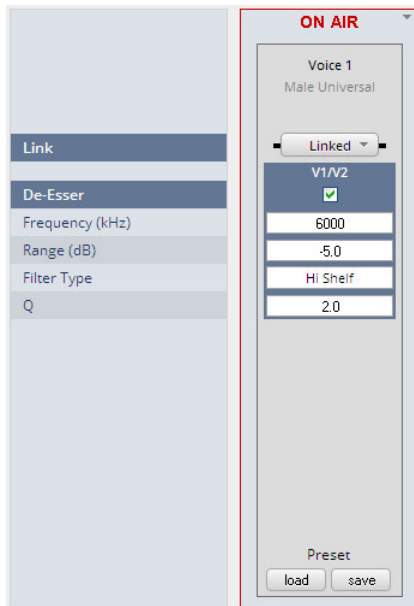 ON AIR
Voice 1
Male Universal
Link
Linked
V1/V2
De-Esser
Frequency (kHz)
6000
Range (dB)
-5.0
Filter Type
Hi Shelf
Q
2.0
Preset
load
save